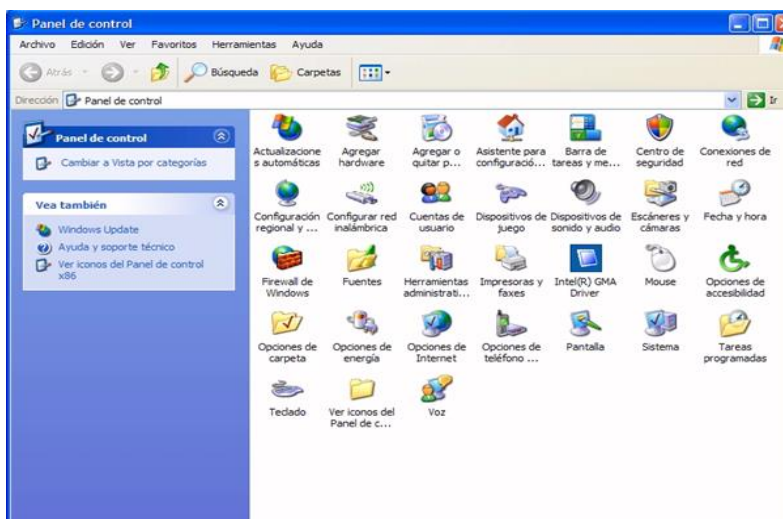 Panel de control
Archivo Edición Ver Favoritos Herramientas Ayuda
Atrás Búsqueda Carpetas
Dirección Panel de control Ir
Panel de control
Cambiar a Vista por categorías
Vea también
Windows Update
Ayuda y soporte técnico
Ver iconos del Panel de control
x86
Actualizacione
s automáticas
Agregar
hardware
Agregar o
quitar p...
Asistente para
configuració...
Barra de
tareas y me...
Centro de
seguridad
Conexiones de
red
Configuración
regional y ...
Configurar red
inalámbrica
Cuentas de
usuario
Dispositivos de
juego
Dispositivos de
sonido y audio
Escáneres y
cámaras
Fecha y hora
Firewall de
Windows
Fuentes
Herramientas
administrati...
Impresoras y
faxes
Intel(R) GMA
Driver
Mouse
Opciones de
accesibilidad
Opciones de
carpeta
Opciones de
energía
Opciones de
Internet
Opciones de
teléfono ...
Pantalla
Sistema
Tareas
programadas
Teclado
Ver iconos del
Panel de c...
Voz